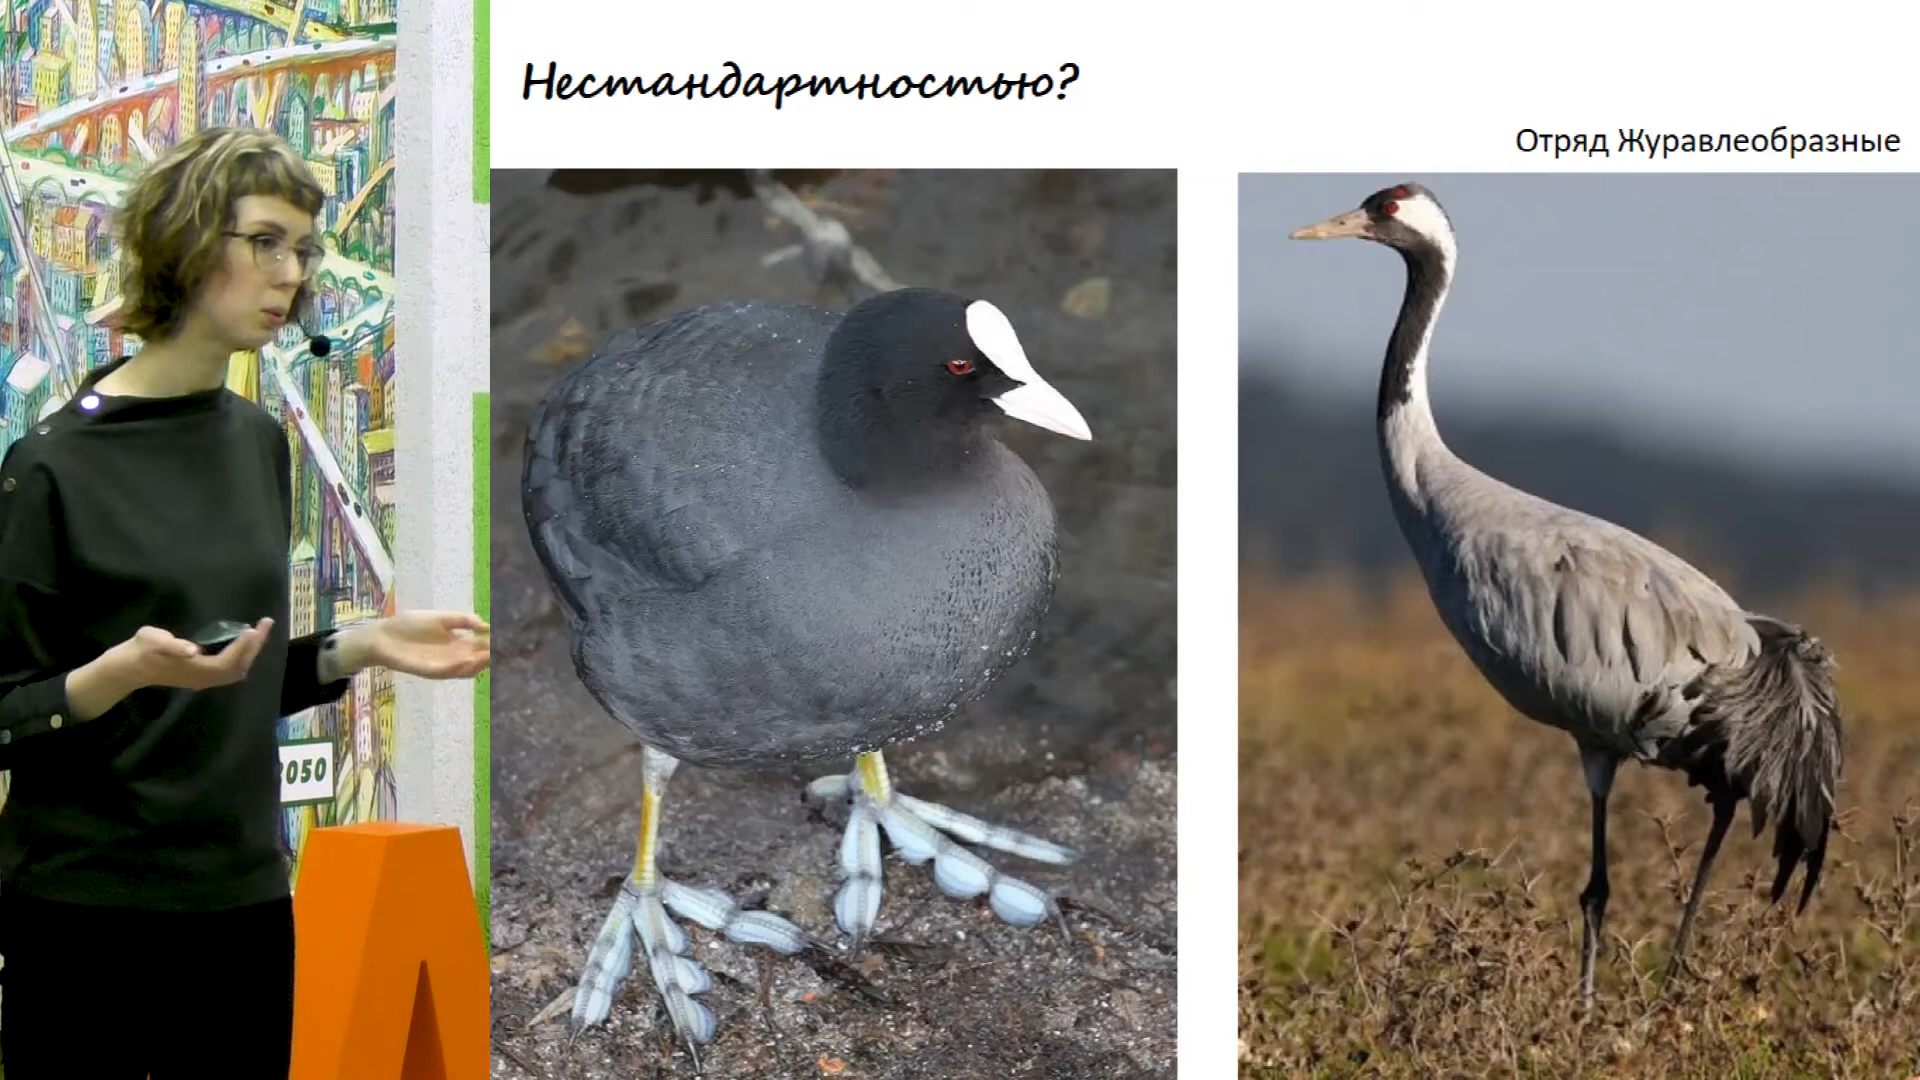 Нестандартностью?
Отряд Журавлеобразные
2050